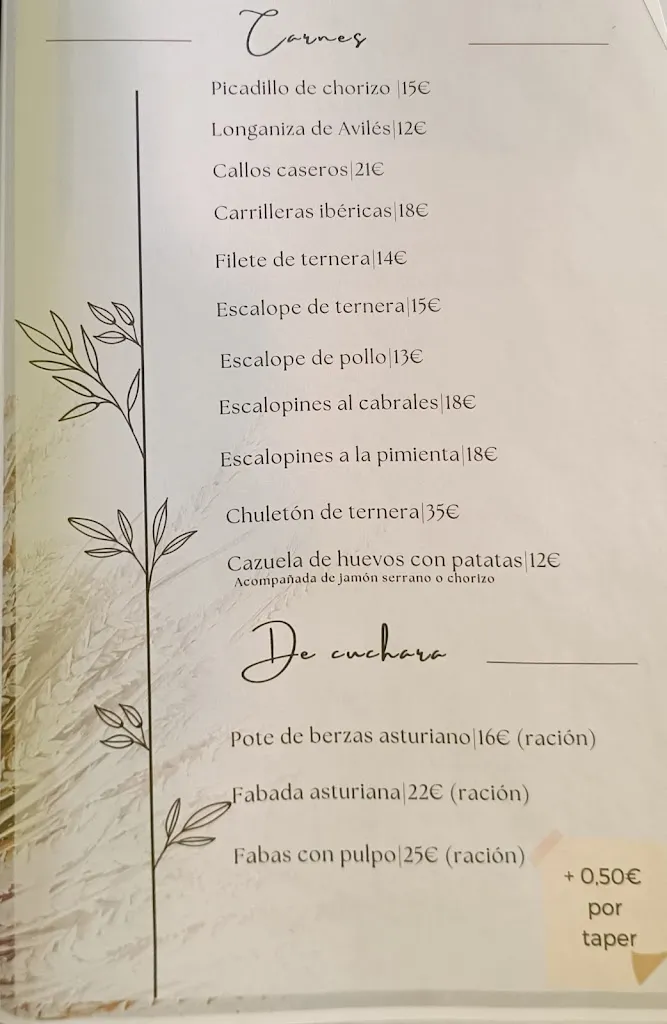 Carnes
Picadillo de chorizo |15€
Longaniza de Avilés|12€
Callos caseros|21€
Carrilleras ibéricas|18€
Filete de ternera|14€
Escalope de ternera|15€
Escalope de pollo|13€
Escalopines al cabrales|18€
Escalopines a la pimienta|18€
Chuletón de ternera|35€
Cazuela de huevos con patatas|12€
Acompañada de jamón serrano o chorizo
De cuchara
Pote de berzas asturiano|16€ (ración)
Fabada asturiana|22€ (ración)
Fabas con pulpo|25€ (ración)
+ 0,50€
por
taper